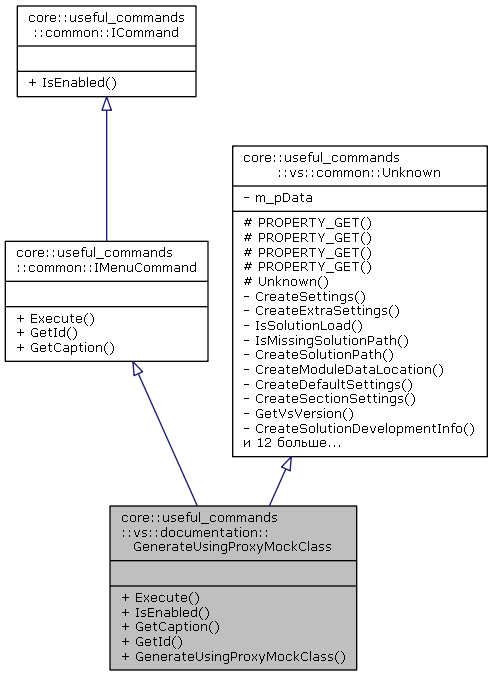 core::useful_commands
::common::ICommand
+ IsEnabled()
core::useful_commands
::vs::common::Unknown
- m_pData
# PROPERTY_GET()
# PROPERTY_GET()
# PROPERTY_GET()
# PROPERTY_GET()
# Unknown()
- CreateSettings()
- CreateExtraSettings()
- IsSolutionLoad()
- IsMissingSolutionPath()
- CreateSolutionPath()
- CreateModuleDataLocation()
- CreateDefaultSettings()
- CreateSectionSettings()
- GetVsVersion()
- CreateSolutionDevelopmentInfo()
и 12 больше...
core::useful_commands
::common::IMenuCommand
+ Execute()
+ GetId()
+ GetCaption()
core::useful_commands
::vs::documentation::
GenerateUsingProxyMockClass
+ Execute()
+ IsEnabled()
+ GetCaption()
+ GetId()
+ GenerateUsingProxyMockClass()